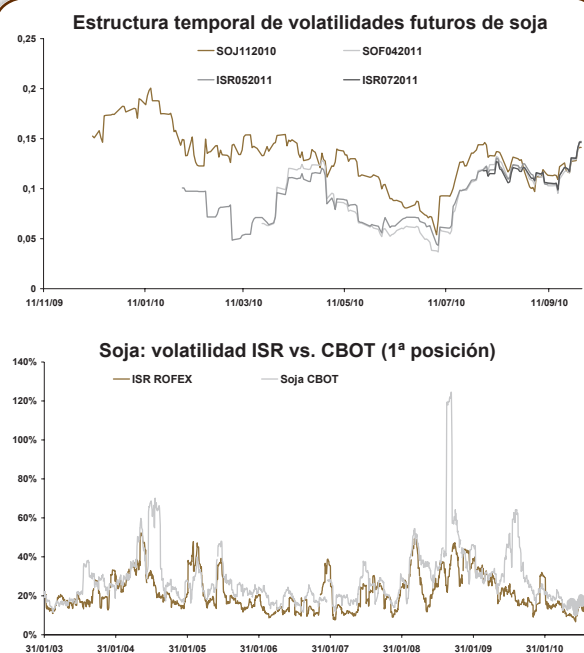 Estructura temporal de volatilidades futuros de soja
0,25
SOJ112010 SOF042011
ISR052011 ISR072011
0,2
0,15
0,1
0,05
0
11/11/09 11/01/10 11/03/10 11/05/10 11/07/10 11/09/10
Soja: volatilidad ISR vs. CBOT (1ª posición)
140%
ISR ROFEX Soja CBOT
120%
100%
80%
60%
40%
20%
0%
31/01/03 31/01/04 31/01/05 31/01/06 31/01/07 31/01/08 31/01/09 31/01/10